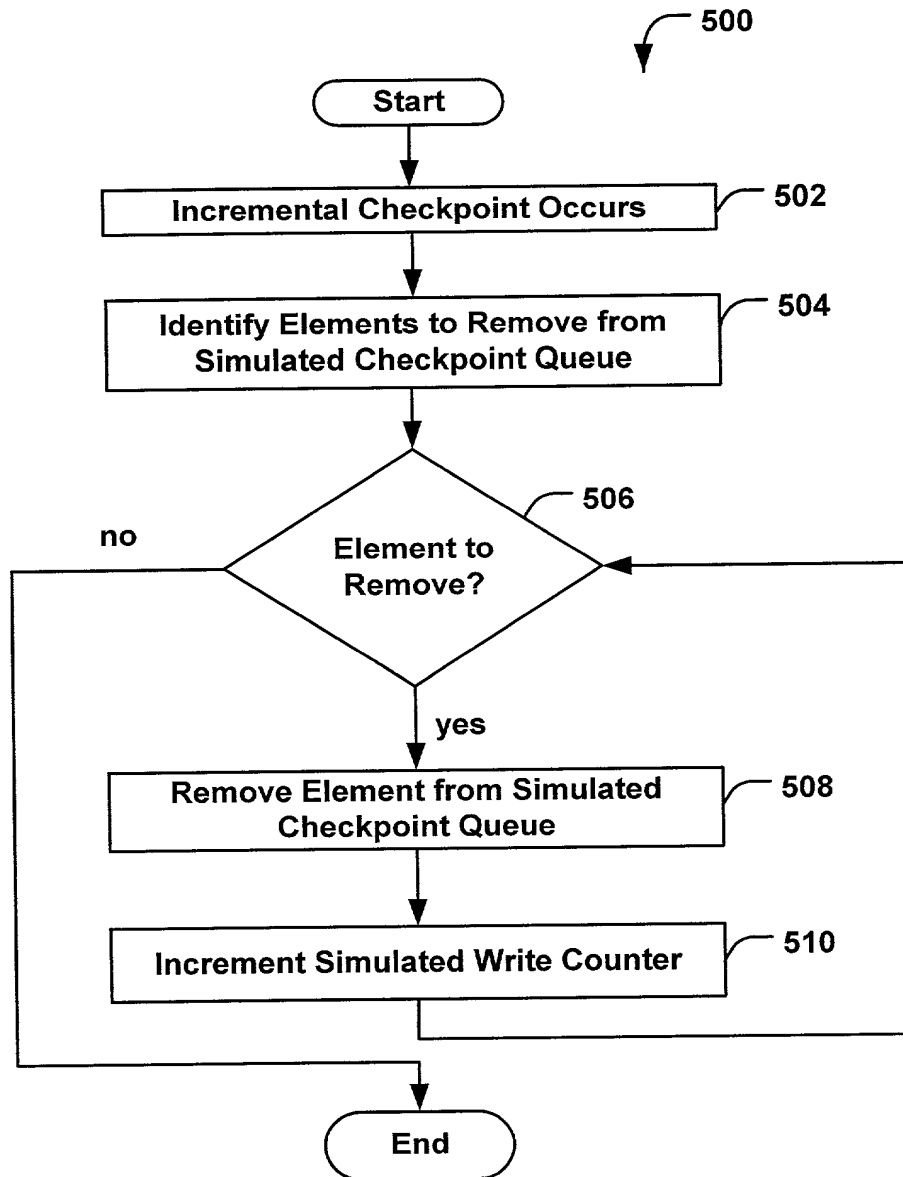 500
Start
Incremental Checkpoint Occurs
502
Identify Elements to Remove from
Simulated Checkpoint Queue
504
506
no
Element to
Remove?
yes
Remove Element from Simulated
Checkpoint Queue
508
Increment Simulated Write Counter
510
End